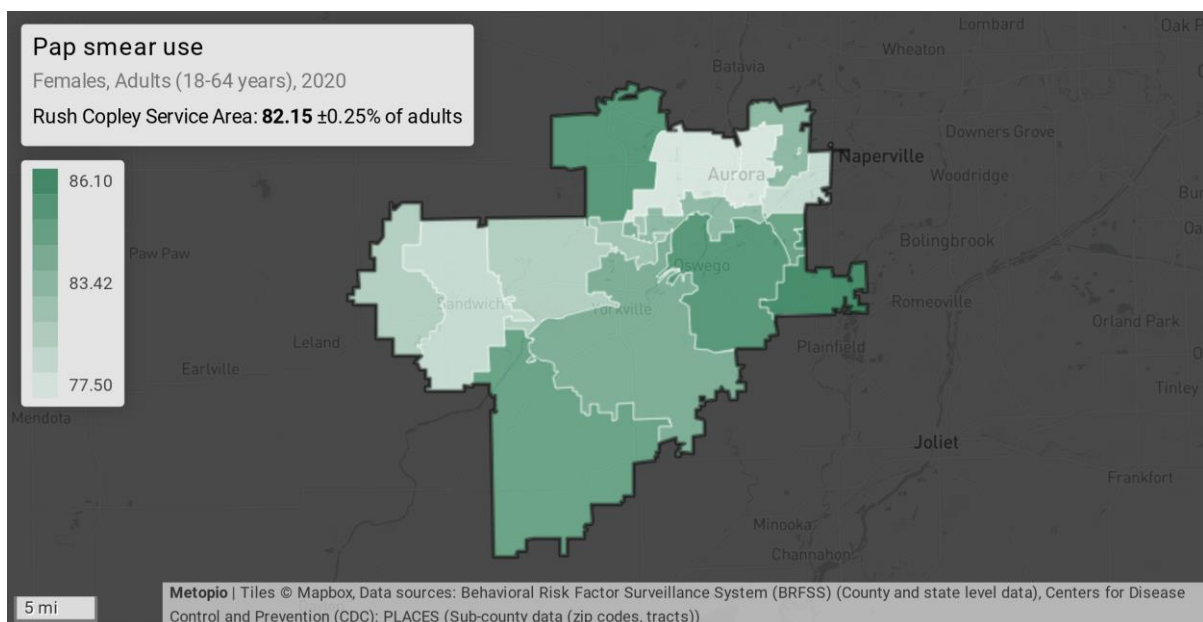 Pap smear use
Females, Adults (18-64 years), 2020
Rush Copley Service Area: 82.15 ±0.25% of adults
86.10
83.42
77.50
Lombard
Wheaton
Batavia
Downers Grove
Naperville
Woodridge
Aurora
Bolingbrook
Paw Paw
Oswego
Romeoville
Sandwich
Yorkville
Orland Park
Leland
Plainfield
Earlville
Tinley
Mendota
Joliet
Frankfort
Minooka
Channahon
5 mi
Metopio | Tiles © Mapbox, Data sources: Behavioral Risk Factor Surveillance System (BRFSS) (County and state level data), Centers for Disease
Control and Prevention (CDC): PLACES (Sub-county data (zip codes, tracts))